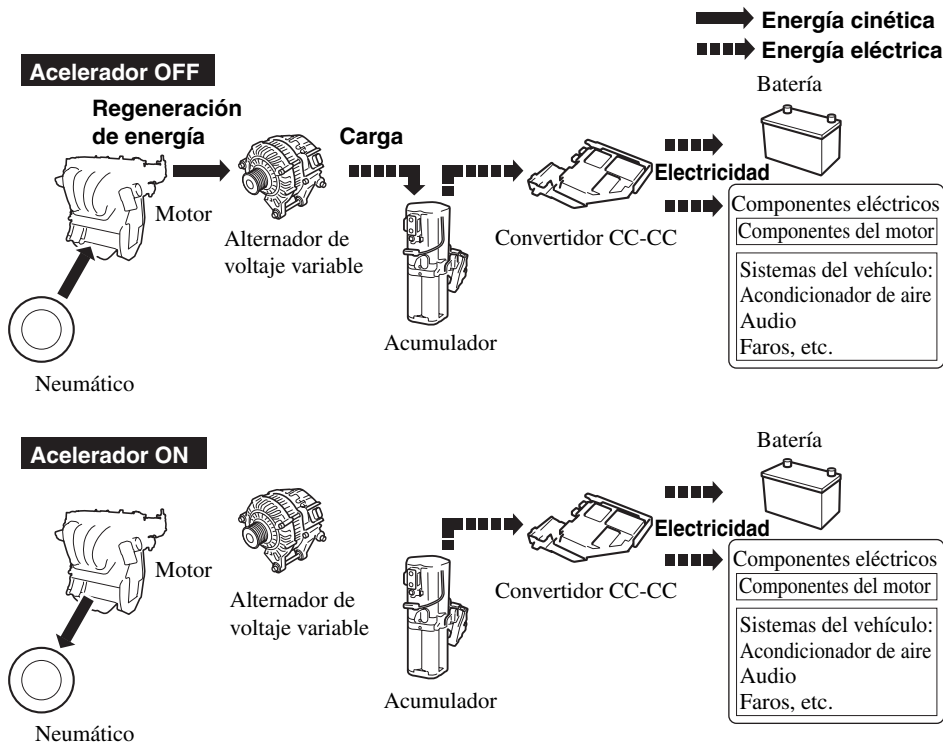 Energía cinética
Energía eléctrica
Acelerador OFF
Regeneración
de energía
Carga
Batería
Electricidad
Motor
Alternador de
voltaje variable
Convertidor CC-CC
Componentes eléctricos
Componentes del motor
Sistemas del vehículo:
Acondicionador de aire
Audio
Faros, etc.
Acumulador
Neumático
Acelerador ON
Batería
Electricidad
Motor
Alternador de
voltaje variable
Convertidor CC-CC
Componentes eléctricos
Componentes del motor
Sistemas del vehículo:
Acondicionador de aire
Audio
Faros, etc.
Acumulador
Neumático